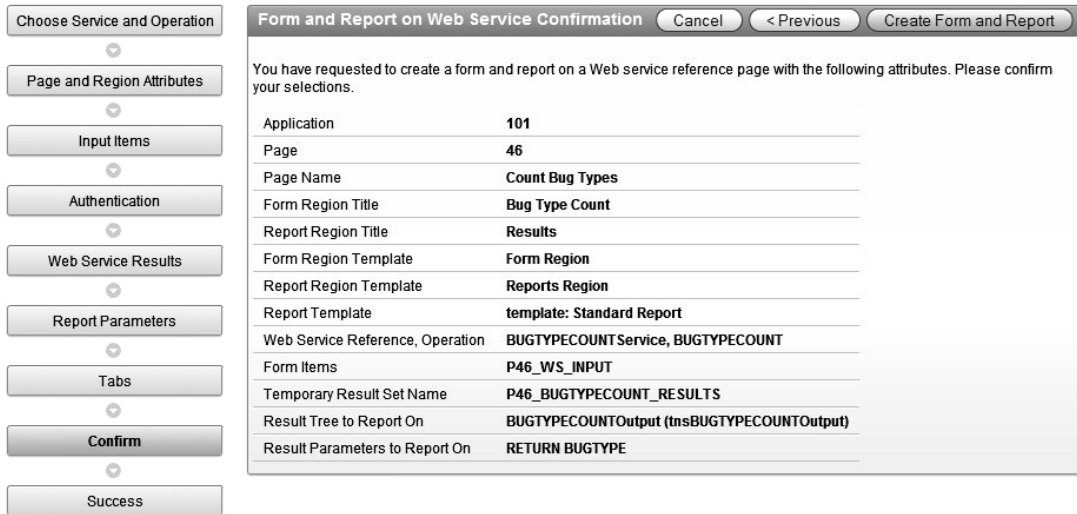 Choose Service and Operation
Page and Region Attributes
Input Items
Authentication
Web Service Results
Report Parameters
Tabs
Confirm
Success
Form and Report on Web Service Confirmation Cancel < Previous Create Form and Report
You have requested to create a form and report on a Web service reference page with the following attributes. Please confirm
your selections.
Application 101
Page 46
Page Name Count Bug Types
Form Region Title Bug Type Count
Report Region Title Results
Form Region Template Form Region
Report Region Template Reports Region
Report Template template: Standard Report
Web Service Reference, Operation BUGTYPECOUNTService, BUGTYPECOUNT
Form Items P46_WS_INPUT
Temporary Result Set Name P46_BUGTYPECOUNT_RESULTS
Result Tree to Report On BUGTYPECOUNTOutput (tnsBUGTYPECOUNTOutput)
Result Parameters to Report On RETURN BUGTYPE